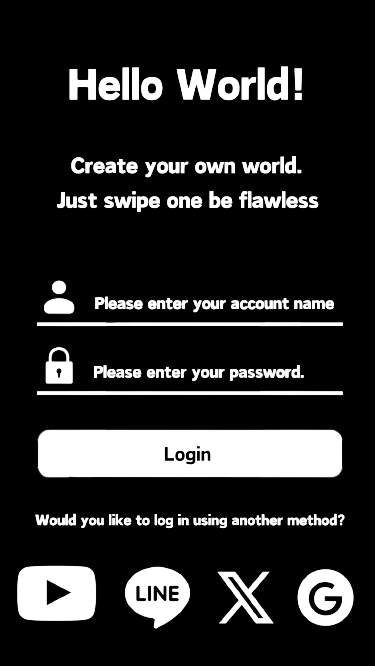 Hello World!
Create your own world.
Just swipe one be flawless
Please enter your account name
Please enter your password.
Login
Would you like to log in using another method?
LINE
X
G